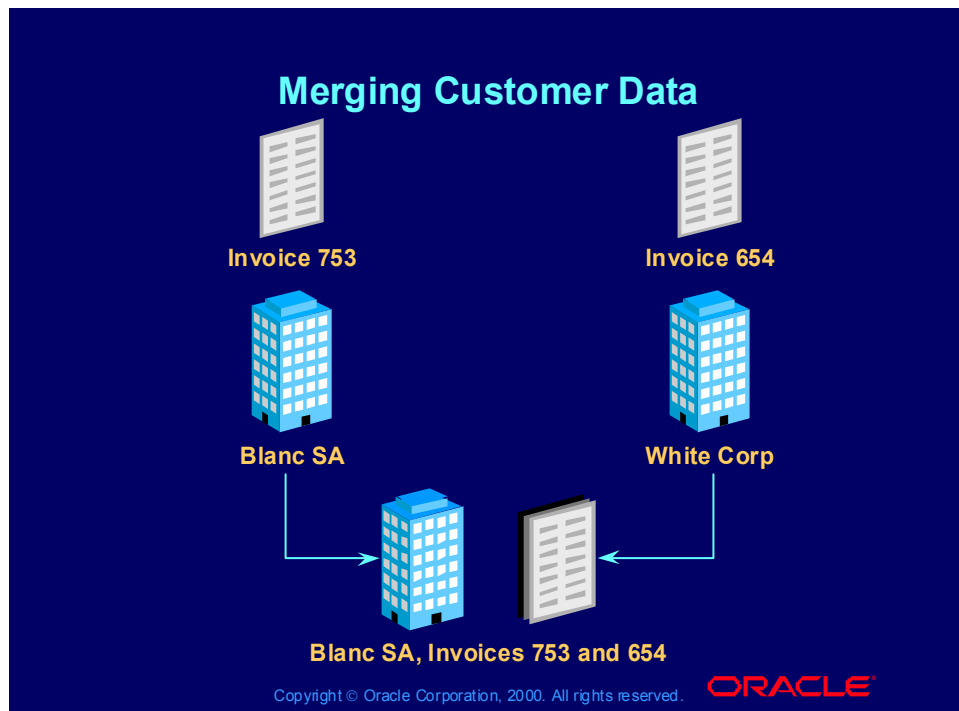 Merging Customer Data
Invoice 753
Invoice 654
Blanc SA
White Corp
Blanc SA, Invoices 753 and 654
Copyright © Oracle Corporation, 2000. All rights reserved.
ORACLE®